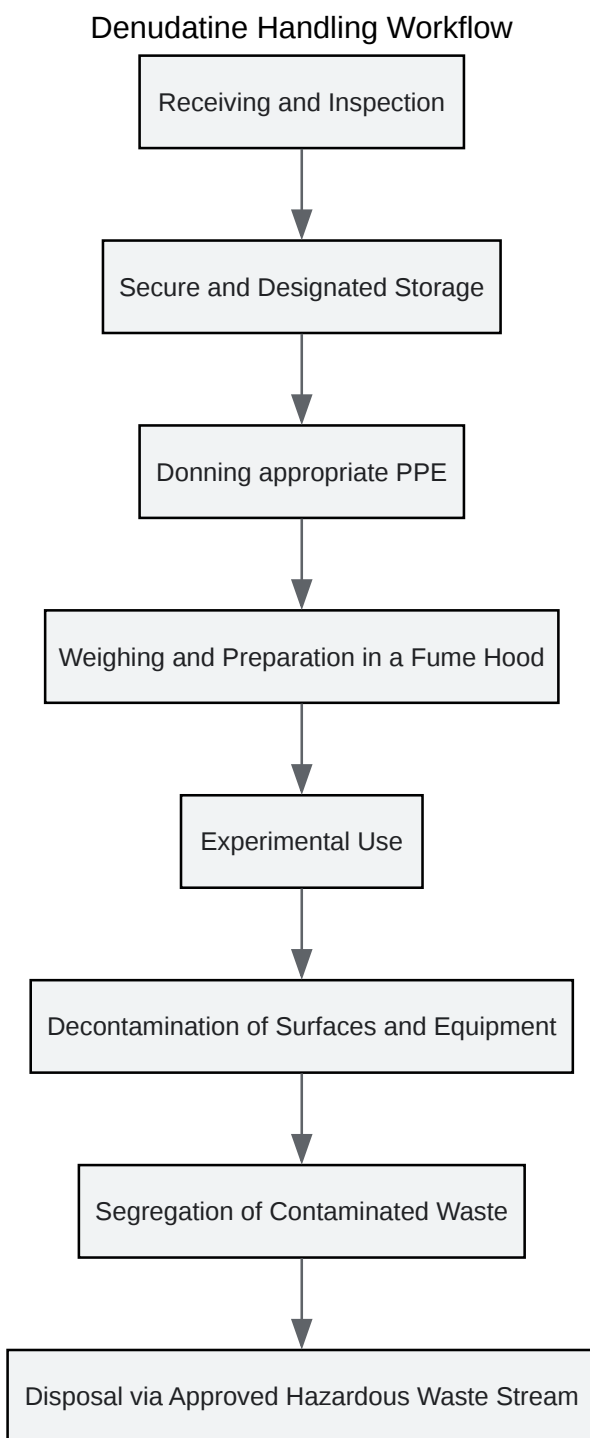 Denudatine Handling Workflow
Receiving and Inspection
Secure and Designated Storage
Donning appropriate PPE
Weighing and Preparation in a Fume Hood
Experimental Use
Decontamination of Surfaces and Equipment
Segregation of Contaminated Waste
Disposal via Approved Hazardous Waste Stream